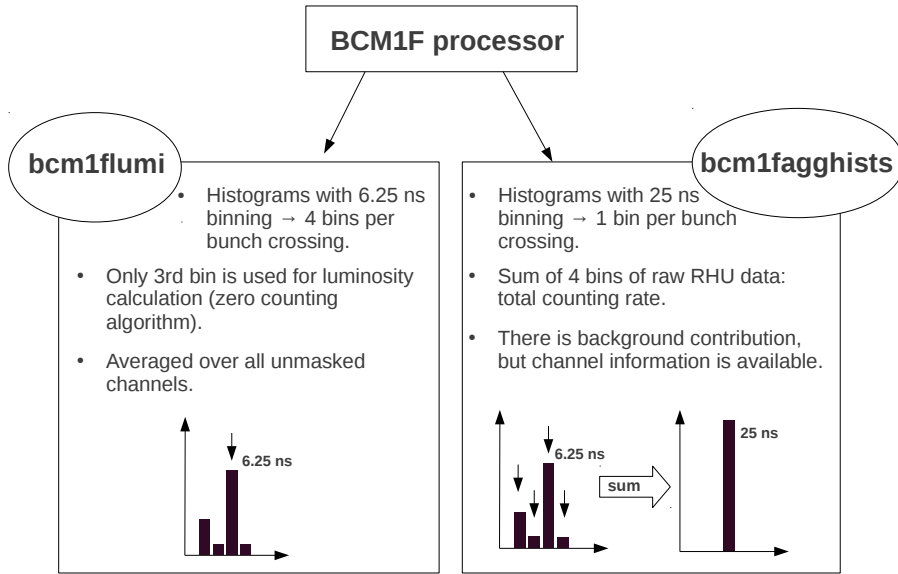 BCM1F processor
bcm1flumi
• Histograms with 6.25 ns
binning → 4 bins per
bunch crossing.
• Only 3rd bin is used for luminosity
calculation (zero counting
algorithm).
• Averaged over all unmasked
channels.
6.25 ns
bcm1fagghists
• Histograms with 25 ns
binning → 1 bin per bunch
crossing.
• Sum of 4 bins of raw RHU data:
total counting rate.
• There is background contribution,
but channel information is available.
6.25 ns
sum
25 ns